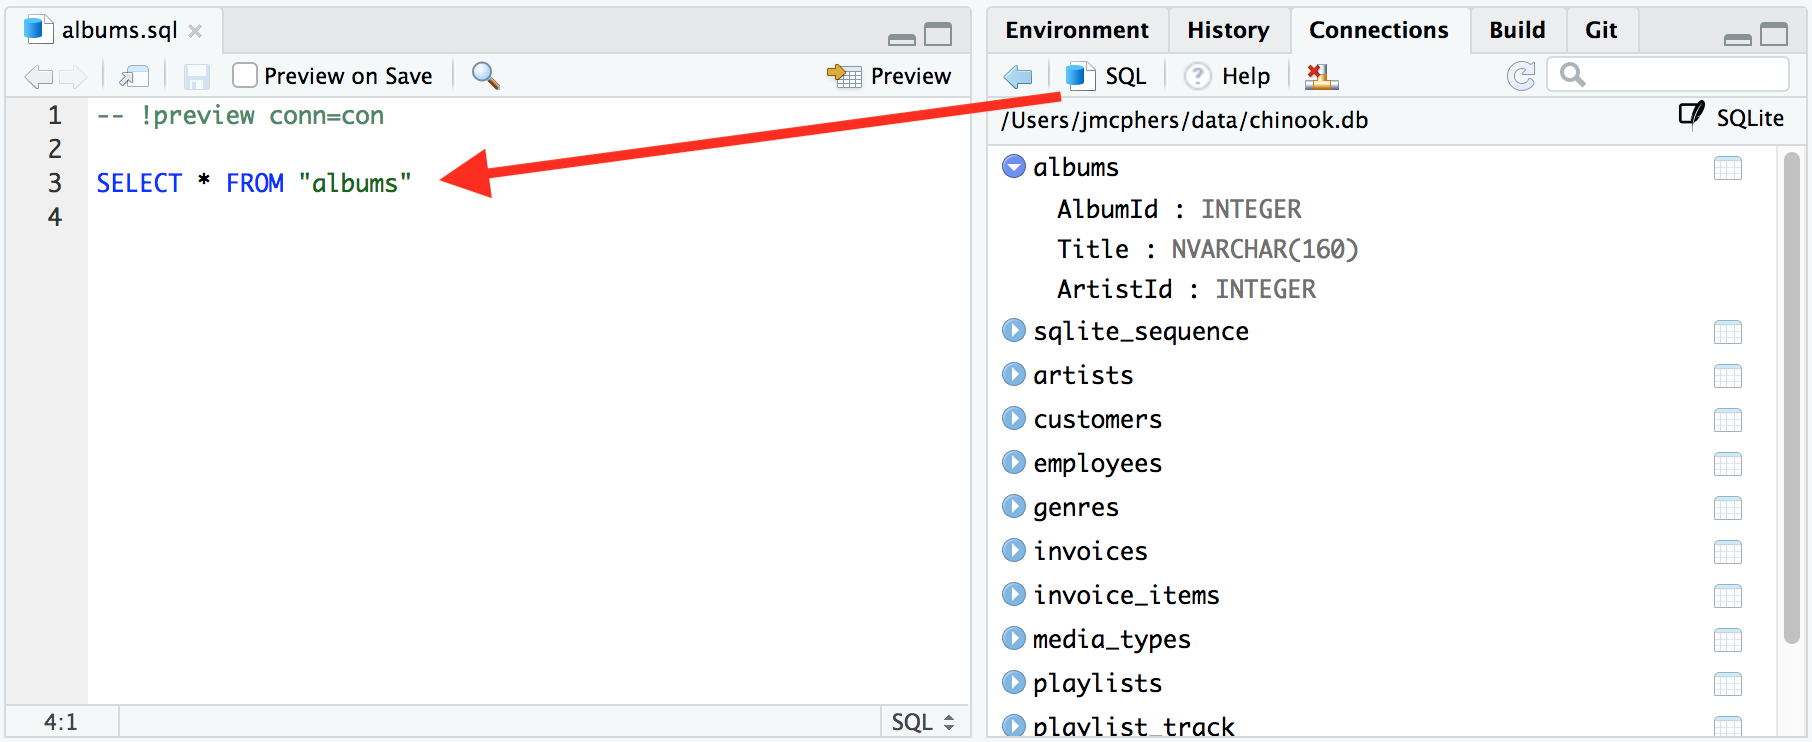 albums.sql
Preview on Save
Preview
1 -- !preview conn=con
2
3 SELECT * FROM "albums"
4
4:1
SQL
Environment History Connections Build Git
SQL Help
/Users/jmcphers/data/chinook.db SQLite
albums
AlbumId : INTEGER
Title : NVARCHAR(160)
ArtistId : INTEGER
sqlite_sequence
artists
customers
employees
genres
invoices
invoice_items
media_types
playlists
playlist_track